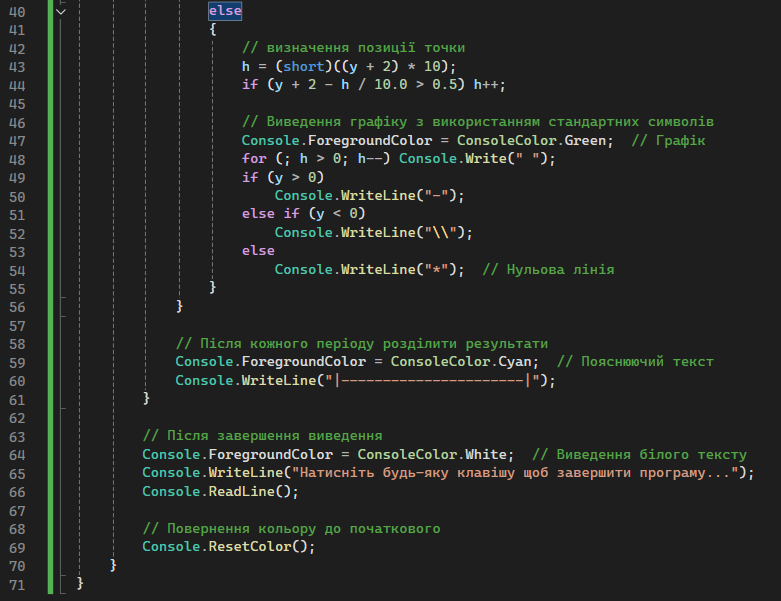 40 else
41 {
42 // визначення позиції точки
43 h = (short)((y + 2) * 10);
44 if (y + 2 - h / 10.0 > 0.5) h++;
45
46 // Виведення графіку з використанням стандартних символів
47 Console.ForegroundColor = ConsoleColor.Green;  // Графік
48 for (; h > 0; h--) Console.Write(" ");
49 if (y > 0)
50 Console.WriteLine("-");
51 else if (y < 0)
52 Console.WriteLine("\\");
53 else
54 Console.WriteLine("*");  // Нульова лінія
55 }
56 }
57
58 // Після кожного періоду розділити результати
59 Console.ForegroundColor = ConsoleColor.Cyan;  // Пояснюючий текст
60 Console.WriteLine("|----------------------|");
61 }
62
63 // Після завершення виведення
64 Console.ForegroundColor = ConsoleColor.White;  // Виведення білого тексту
65 Console.WriteLine("Натисніть будь-яку клавішу щоб завершити програму...");
66 Console.ReadLine();
67
68 // Повернення кольору до початкового
69 Console.ResetColor();
70 }
71 }